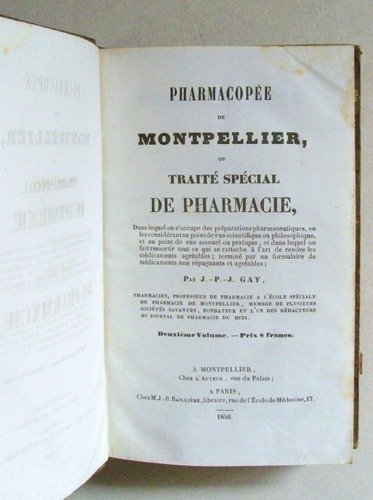 PHARMACOPÉE
DE
MONTPELLIER,
OU
TRAITÉ SPÉCIAL
DE PHARMACIE,
Dans lequel on s'occupe des préparations pharmaceutiques, en
les considérant au point de vue scientifique ou philosophique,
et au point de vue manuel ou pratique, et dans lequel on
fait ressortir tout ce qui se rattache à l'art de rendre les
médicaments agréables; terminé par un formulaire de
médicaments non répugnants et agréables;
PAR J.-P.-J. GAY,
PHARMACIEN, PROFESSEUR DE PHARMACIE A L'ÉCOLE SPÉCIALE
DE PHARMACIE DE MONTPELLIER, MEMBRE DE PLUSIEURS
SOCIÉTÉS SAVANTES, FONDATEUR ET L'UN DES RÉDACTEURS
DU JOURNAL DE PHARMACIE DU MIDI.
Deuxième Volume. — Prix 8 francs.
A MONTPELLIER,
Chez L'AUTEUR, rue du Palais;
A PARIS,
Chez M. J.-B. BAILLIÈRE, libraire, rue de l'École de Médecine, 17.
1846.